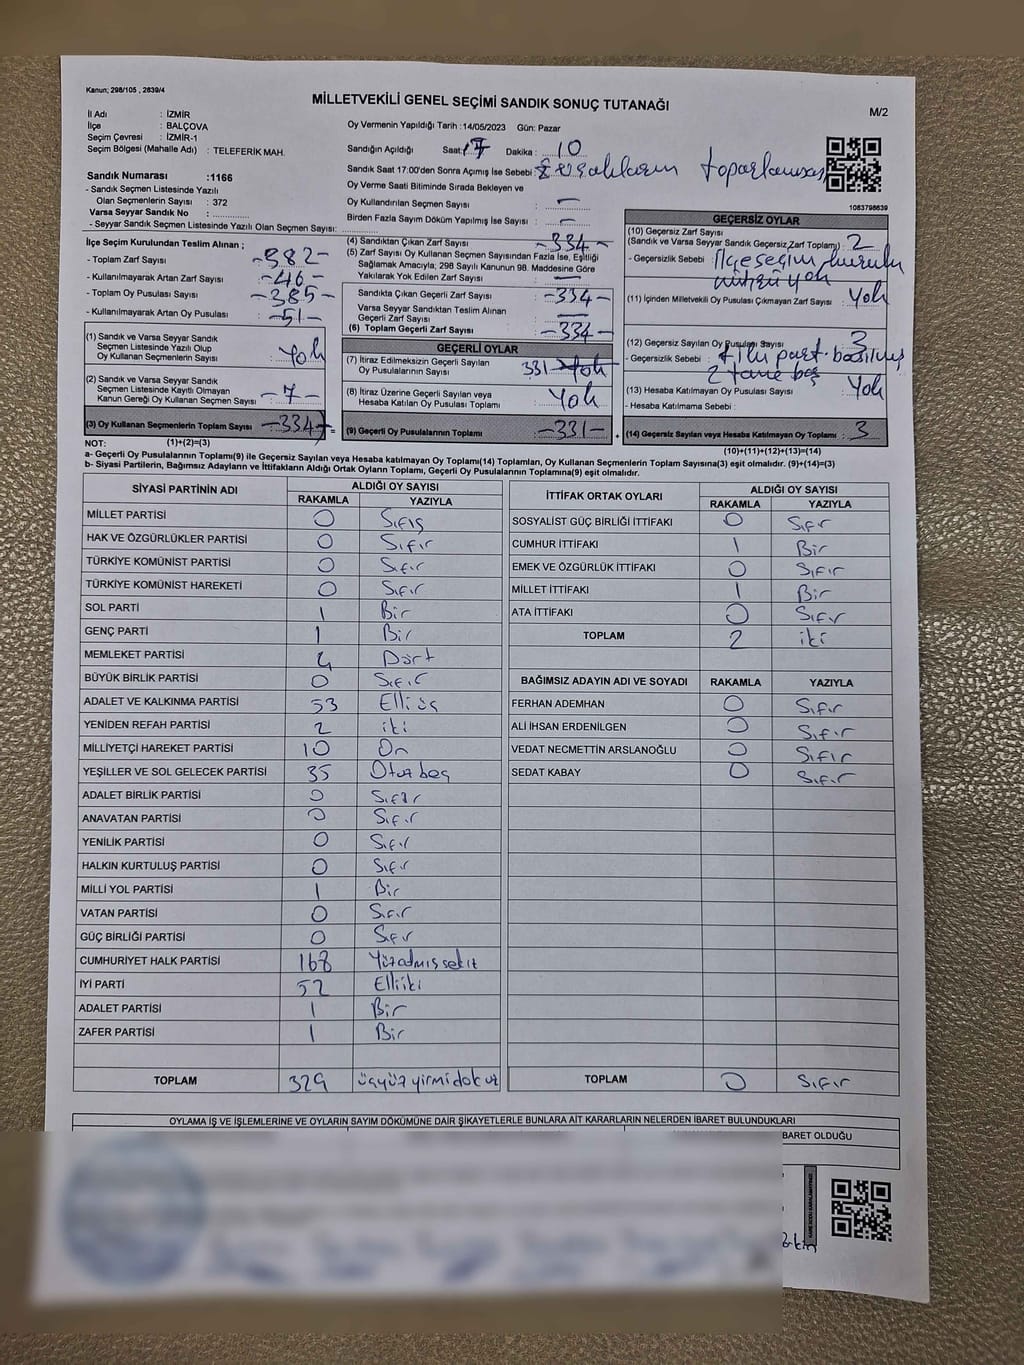 Kanun; 298/105 , 2839/4
MİLLETVEKİLİ GENEL SEÇİMİ SANDIK SONUÇ TUTANAĞI
M/2
İl Adı : İZMİR
İlçe : BALÇOVA
Seçim Çevresi : İZMİR-1
Seçim Bölgesi (Mahalle Adı) : TELEFERİK MAH.
Oy Vermenin Yapıldığı Tarih :14/05/2023 Gün: Pazar
Sandığın Açıldığı Saat: 17 Dakika : 10
Sandık Saat 17:00'den Sonra Açımış İse Sebebi: toparlanması
Oy Verme Saati Bitiminde Sırada Bekleyen ve
Oy Kullandırılan Seçmen Sayısı : —
Birden Fazla Sayım Döküm Yapılmış İse Sayısı : —
1083798639
Sandık Numarası :1166
- Sandık Seçmen Listesinde Yazılı
Olan Seçmenlerin Sayısı : 372
Varsa Seyyar Sandık No :
- Seyyar Sandık Seçmen Listesinde Yazılı Olan Seçmen Sayısı:
İlçe Seçim Kurulundan Teslim Alınan ;
- Toplam Zarf Sayısı : -382-
- Kullanılmayarak Artan Zarf Sayısı : -46-
- Toplam Oy Pusulası Sayısı : -385-
- Kullanılmayarak Artan Oy Pusulası : -51-
(1) Sandık ve Varsa Seyyar Sandık
Seçmen Listesinde Yazılı Olup
Oy Kullanan Seçmenlerin Sayısı : Yok
(2) Sandık ve Varsa Seyyar Sandık
Seçmen Listesinde Kayıtlı Olmayan
Kanun Gereği Oy Kullanan Seçmen Sayısı : -7-
(3) Oy Kullanan Seçmenlerin Toplam Sayısı : -334- =
(4) Sandıktan Çıkan Zarf Sayısı : -334-
(5) Zarf Sayısı Oy Kullanan Seçmen Sayısından Fazla İse, Eşitliği
Sağlamak Amacıyla, 298 Sayılı Kanunun 98. Maddesine Göre
Yakılarak Yok Edilen Zarf Sayısı : —
Sandıkta Çıkan Geçerli Zarf Sayısı : -334-
Varsa Seyyar Sandıktan Teslim Alınan
Geçerli Zarf Sayısı : —
(6) Toplam Geçerli Zarf Sayısı : -334-
GEÇERLİ OYLAR
(7) İtiraz Edilmeksizin Geçerli Sayılan
Oy Pusulalarının Sayısı : 331 Yok
(8) İtiraz Üzerine Geçerli Sayılan veya
Hesaba Katılan Oy Pusulası Toplamı : Yok
(9) Geçerli Oy Pusulalarının Toplamı : -331- +
GEÇERSİZ OYLAR
(10) Geçersiz Zarf Sayısı
(Sandık ve Varsa Seyyar Sandık Geçersiz Zarf Toplamı) : 2
- Geçersizlik Sebebi : İlçe seçim kurulu
mührü yok
(11) İçinden Milletvekili Oy Pusulası Çıkmayan Zarf Sayısı : Yok
(12) Geçersiz Sayılan Oy Pusulası Sayısı : 3
- Geçersizlik Sebebi : part. basılmış
2 tane boş
(13) Hesaba Katılmayan Oy Pusulası Sayısı : Yok
- Hesaba Katılmama Sebebi :
(14) Geçersiz Sayılan veya Hesaba Katılmayan Oy Toplamı : 3
NOT: (1)+(2)=(3)
(10)+(11)+(12)+(13)=(14)
a- Geçerli Oy Pusulalarının Toplamı(9) ile Geçersiz Sayılan veya Hesaba Katılmayan Oy Toplamı(14) Toplamları, Oy Kullanan Seçmenlerin Toplam Sayısına(3) eşit olmalıdır. (9)+(14)=(3)
b- Siyasi Partilerin, Bağımsız Adayların ve İttifakların Aldığı Ortak Oyların Toplamı, Geçerli Oy Pusulalarının Toplamına(9) eşit olmalıdır.
SİYASİ PARTİNİN ADI ALDIĞI OY SAYISI
RAKAMLA YAZIYLA
MİLLET PARTİSİ 0 Sıfır
HAK VE ÖZGÜRLÜKLER PARTİSİ 0 Sıfır
TÜRKİYE KOMÜNİST PARTİSİ 0 Sıfır
TÜRKİYE KOMÜNİST HAREKETİ 0 Sıfır
SOL PARTİ 1 Bir
GENÇ PARTİ 1 Bir
MEMLEKET PARTİSİ 4 Dört
BÜYÜK BİRLİK PARTİSİ 0 Sıfır
ADALET VE KALKINMA PARTİSİ 53 Elli üç
YENİDEN REFAH PARTİSİ 2 iki
MİLLİYETÇİ HAREKET PARTİSİ 10 On
YEŞİLLER VE SOL GELECEK PARTİSİ 35 Otuz beş
ADALET BİRLİK PARTİSİ 0 Sıfır
ANAVATAN PARTİSİ 0 Sıfır
YENİLİK PARTİSİ 0 Sıfır
HALKIN KURTULUŞ PARTİSİ 0 Sıfır
MİLLİ YOL PARTİSİ 1 Bir
VATAN PARTİSİ 0 Sıfır
GÜÇ BİRLİĞİ PARTİSİ 0 Sıfır
CUMHURİYET HALK PARTİSİ 168 Yüzatmışsekiz
İYİ PARTİ 52 Elliiki
ADALET PARTİSİ 1 Bir
ZAFER PARTİSİ 1 Bir
TOPLAM 329 üçyüzyirmidokuz
İTTİFAK ORTAK OYLARI ALDIĞI OY SAYISI
RAKAMLA YAZIYLA
SOSYALİST GÜÇ BİRLİĞİ İTTİFAKI 0 Sıfır
CUMHUR İTTİFAKI 1 Bir
EMEK VE ÖZGÜRLÜK İTTİFAKI 0 Sıfır
MİLLET İTTİFAKI 1 Bir
ATA İTTİFAKI 0 Sıfır
TOPLAM 2 iki
BAĞIMSIZ ADAYIN ADI VE SOYADI RAKAMLA YAZIYLA
FERHAN ADEMHAN 0 Sıfır
ALİ İHSAN ERDENİLGEN 0 Sıfır
VEDAT NECMETTİN ARSLANOĞLU 0 Sıfır
SEDAT KABAY 0 Sıfır
TOPLAM 0 Sıfır
OYLAMA İŞ VE İŞLEMLERİNE VE OYLARIN SAYIM DÖKÜMÜNE DAİR ŞİKAYETLERLE BUNLARA AİT KARARLARIN NELERDEN İBARET BULUNDUKLARI
BARET OLDUĞU